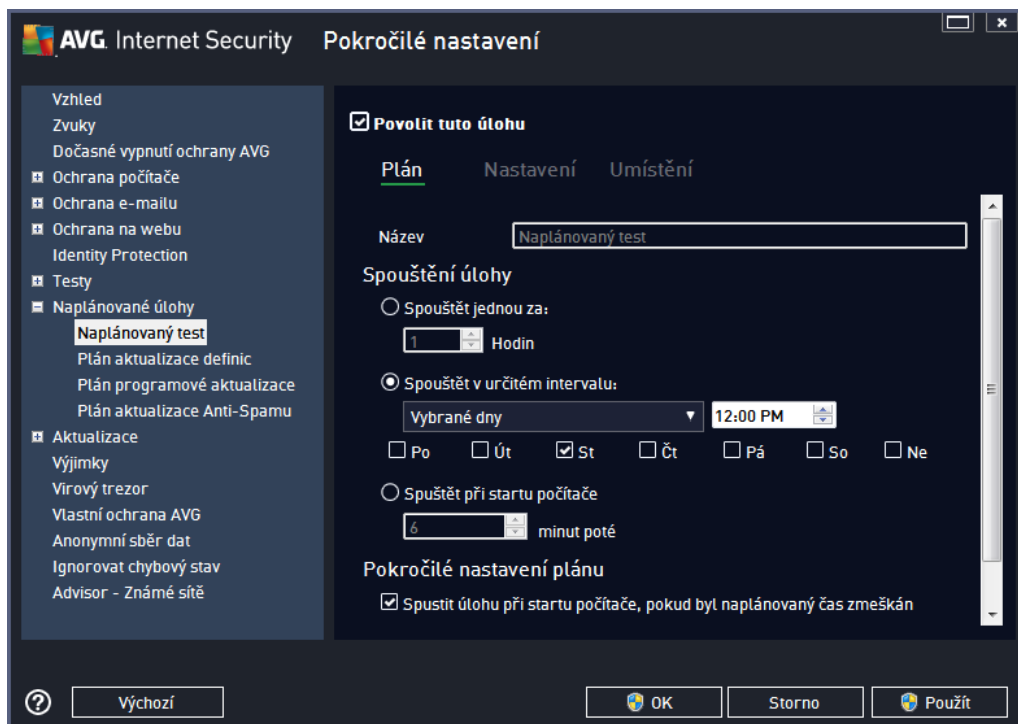 AVG. Internet Security Pokročilé nastavení
Vzhled
Zvuky
Dočasné vypnutí ochrany AVG
Ochrana počítače
Ochrana e-mailu
Ochrana na webu
Identity Protection
Testy
Naplánované úlohy
Naplánovaný test
Plán aktualizace definic
Plán programové aktualizace
Plán aktualizace Anti-Spamu
Aktualizace
Výjimky
Virový trezor
Vlastní ochrana AVG
Anonymní sběr dat
Ignorovat chybový stav
Advisor - Známé sítě
Povolit tuto úlohu
Plán Nastavení Umístění
Název Naplánovaný test
Spouštění úlohy
Spouštět jednou za:
1 Hodin
Spouštět v určitém intervalu:
Vybrané dny 12:00 PM
Po Út St Čt Pá So Ne
Spuštět při startu počítače
6 minut poté
Pokročilé nastavení plánu
Spustit úlohu při startu počítače, pokud byl naplánovaný čas zmeškán
? Výchozí OK Storno Použít